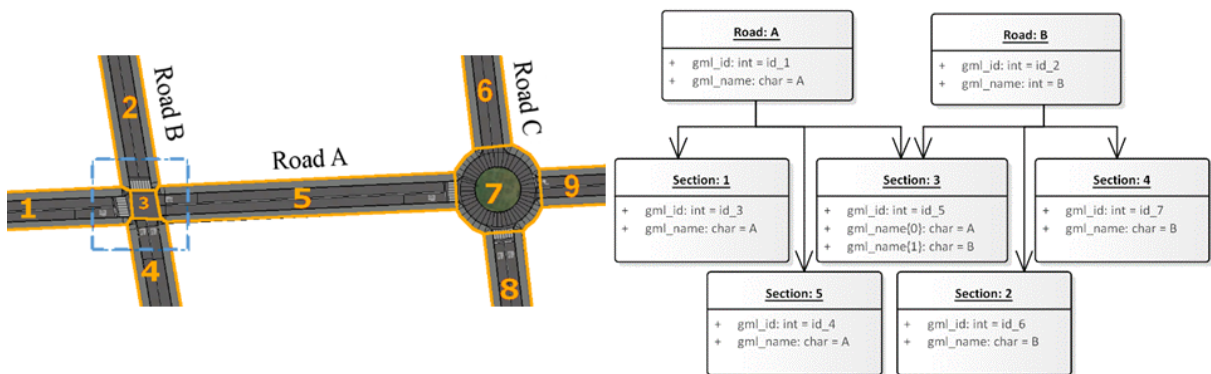 2
Road B
6
Road C
Road A
1
3
5
7
9
4
8
Road: A
+ gml_id: int = id_1
+ gml_name: char = A
Road: B
+ gml_id: int = id_2
+ gml_name: int = B
Section: 1
+ gml_id: int = id_3
+ gml_name: char = A
Section: 3
+ gml_id: int = id_5
+ gml_name{0}: char = A
+ gml_name{1}: char = B
Section: 4
+ gml_id: int = id_7
+ gml_name: char = B
Section: 5
+ gml_id: int = id_4
+ gml_name: char = A
Section: 2
+ gml_id: int = id_6
+ gml_name: char = B